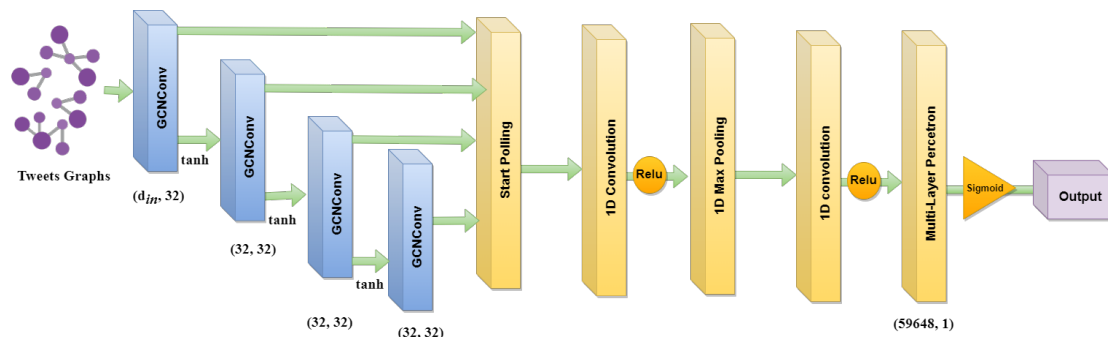 Tweets Graphs
GCNConv
(d_in, 32)
tanh
GCNConv
(32, 32)
tanh
GCNConv
(32, 32)
tanh
GCNConv
(32, 32)
Start Polling
1D Convolution
Relu
1D Max Pooling
1D convolution
Relu
Multi-Layer Percetron
(59648, 1)
Sigmoid
Output